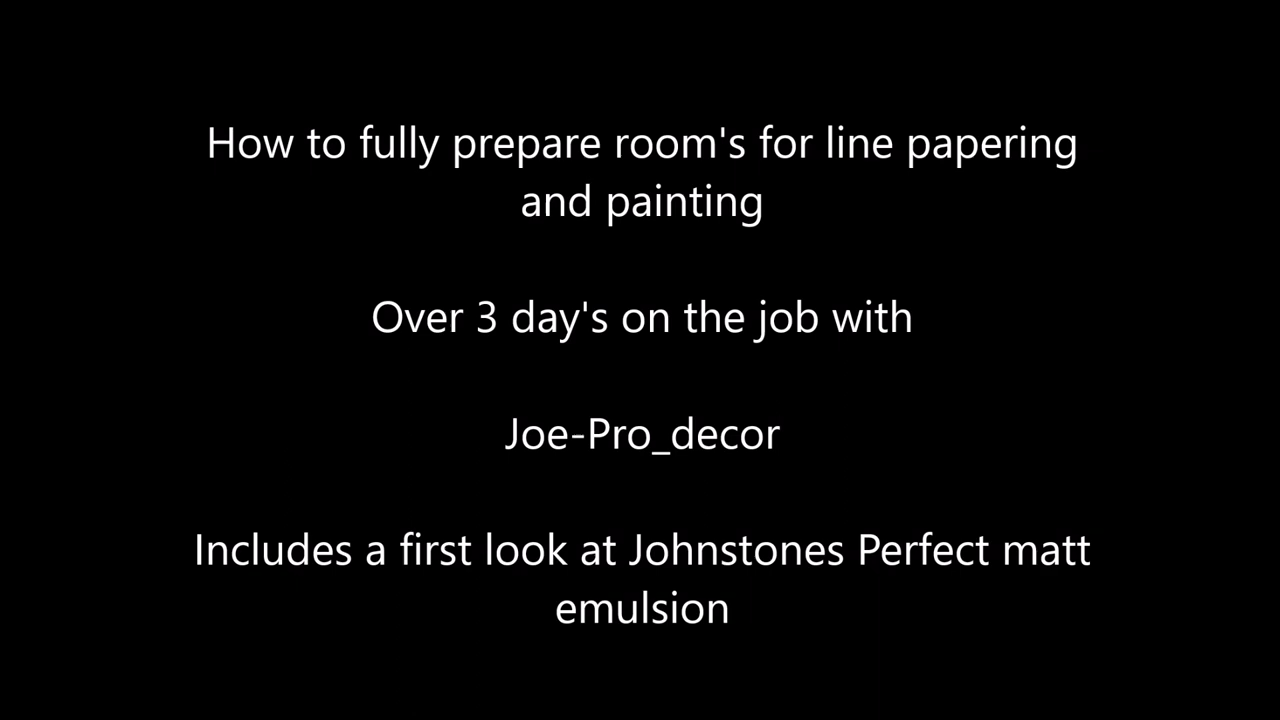 How to fully prepare room's for line papering
and painting
Over 3 day's on the job with
Joe-Pro_decor
Includes a first look at Johnstones Perfect matt
emulsion